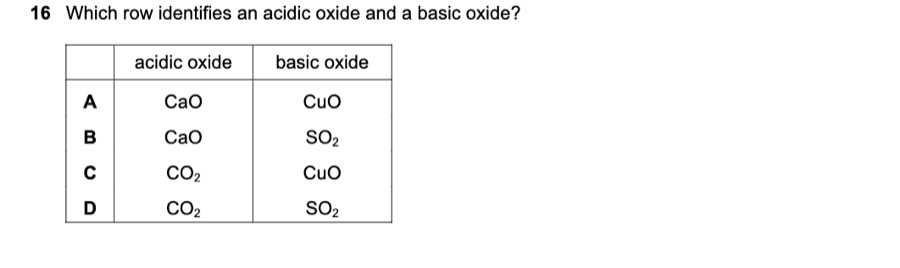 16 Which row identifies an acidic oxide and a basic oxide?
acidic oxide basic oxide
A CaO CuO
B CaO SO₂
C CO₂ CuO
D CO₂ SO₂